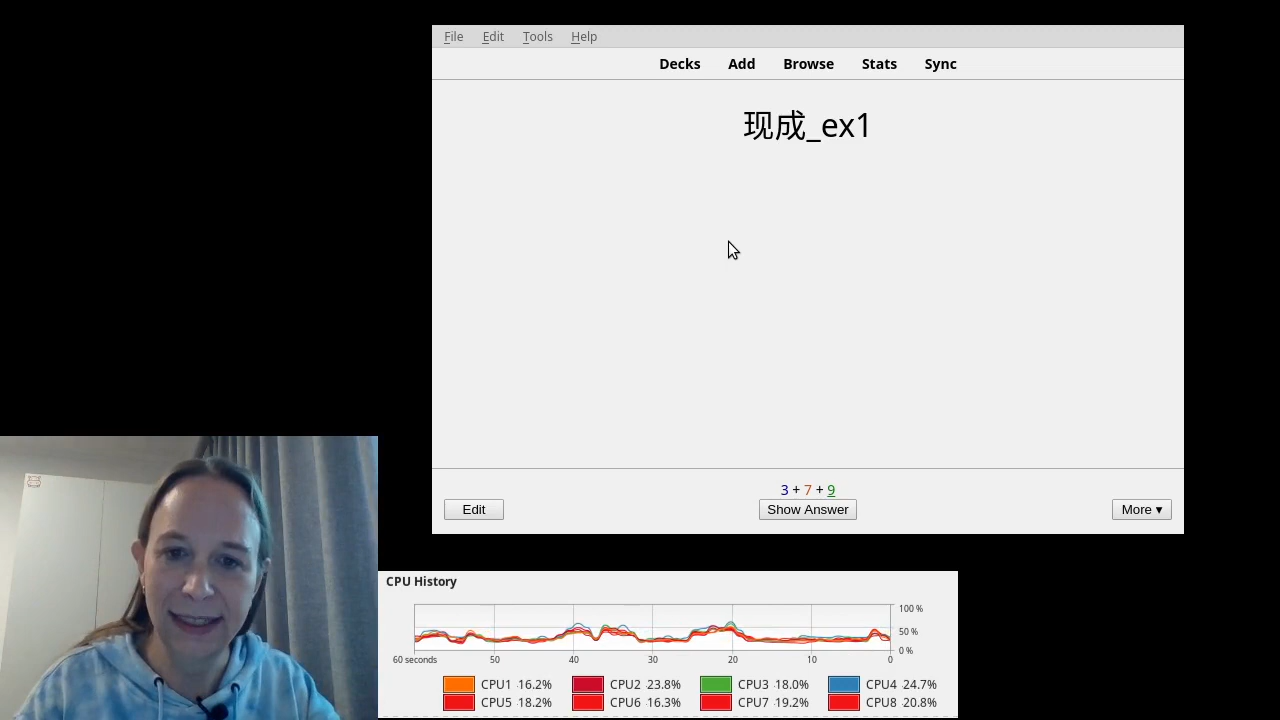 File Edit Tools Help
Decks Add Browse Stats Sync
现成_ex1
3 + 7 + 9
Edit Show Answer More ▾
CPU History
100 %
50 %
0 %
60 seconds 50 40 30 20 10 0
CPU1 16.2% CPU2 23.8% CPU3 18.0% CPU4 24.7%
CPU5 18.2% CPU6 16.3% CPU7 19.2% CPU8 20.8%